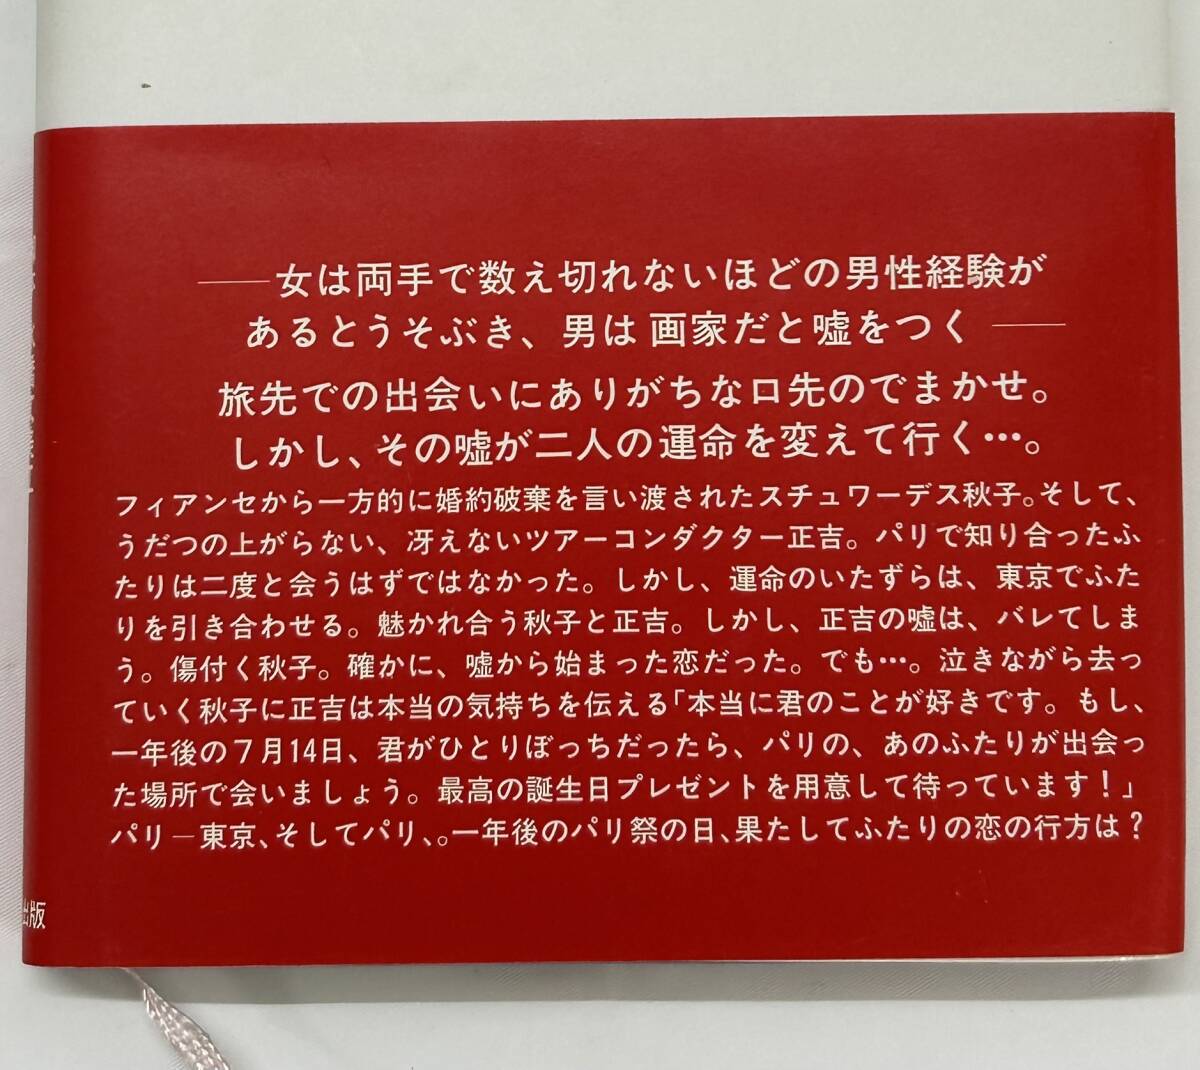 ――女は両手で数え切れないほどの男性経験が
あるとうそぶき、男は画家だと嘘をつく――
旅先での出会いにありがちな口先のでまかせ。
しかし、その嘘が二人の運命を変えて行く…。
フィアンセから一方的に婚約破棄を言い渡されたスチュワーデス秋子。そして、
うだつの上がらない、冴えないツアーコンダクター正吉。パリで知り合ったふ
たりは二度と会うはずではなかった。しかし、運命のいたずらは、東京でふた
りを引き合わせる。魅かれ合う秋子と正吉。しかし、正吉の嘘は、バレてしま
う。傷付く秋子。確かに、嘘から始まった恋だった。でも…。泣きながら去っ
ていく秋子に正吉は本当の気持ちを伝える「本当に君のことが好きです。もし、
一年後の7月14日、君がひとりぼっちだったら、パリの、あのふたりが出会っ
た場所で会いましょう。最高の誕生日プレゼントを用意して待っています！」
パリ―東京、そしてパリ、。一年後のパリ祭の日、果たしてふたりの恋の行方は？
出版